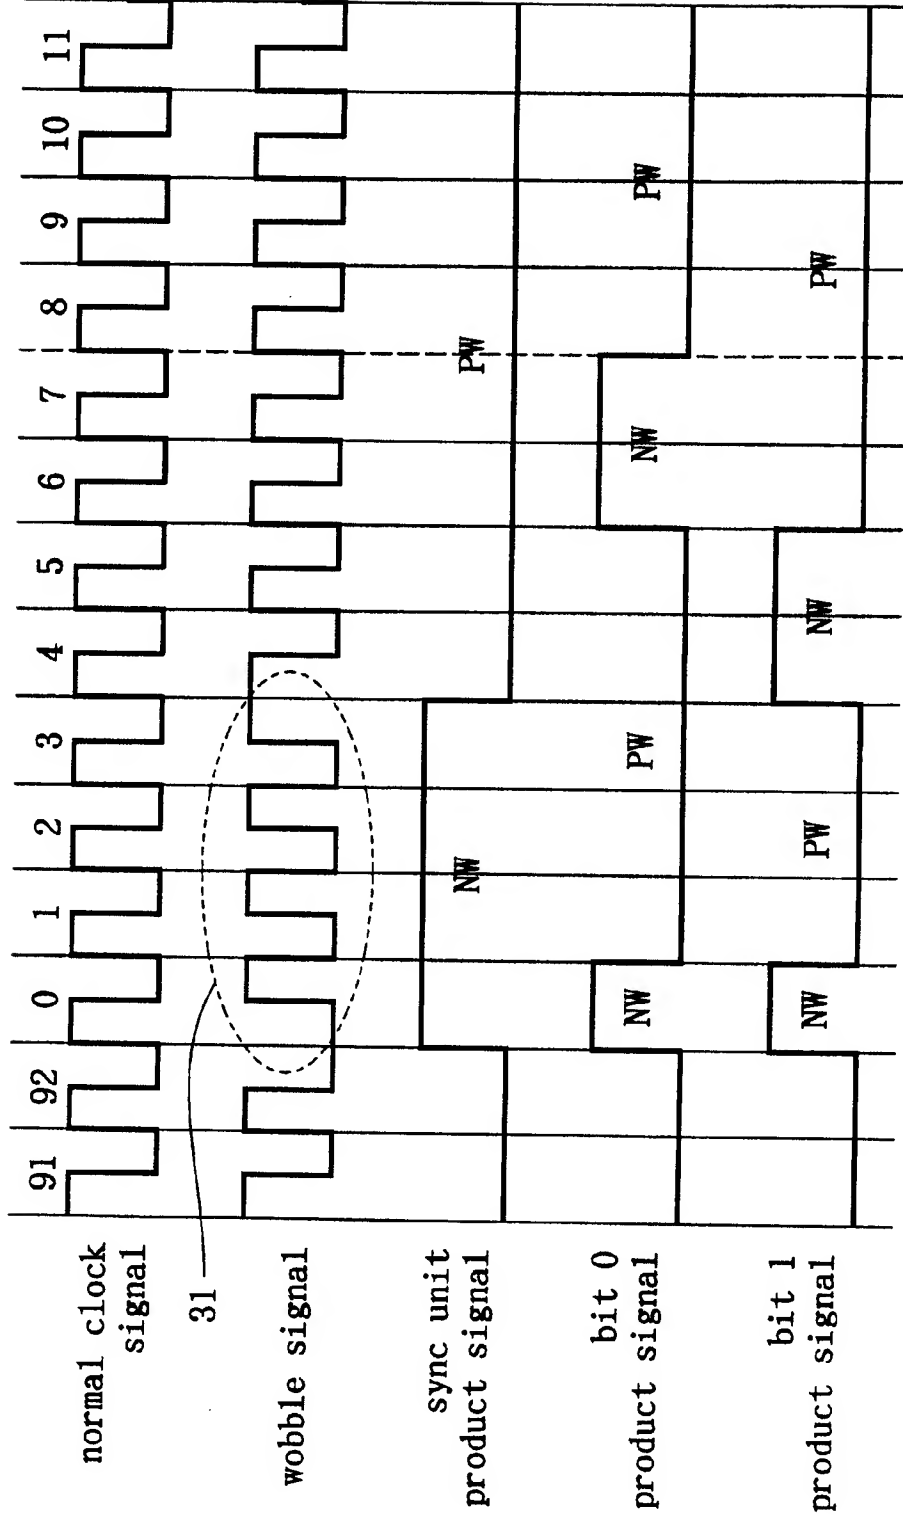 91 92 0 1 2 3 4 5 6 7 8 9 10 11
normal clock
signal
31
wobble signal
sync unit
product signal
NW PW
bit 0
product signal
NW PW NW PW
bit 1
product signal
NW PW NW PW